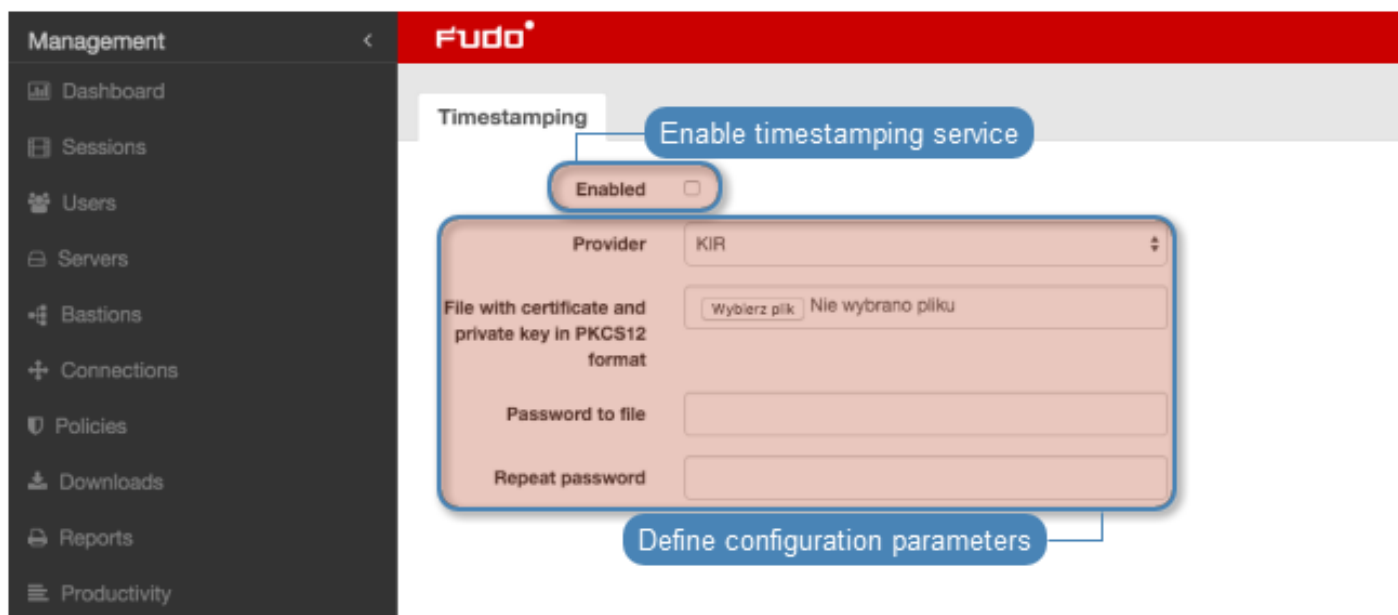 Management
Dashboard
Sessions
Users
Servers
Bastions
Connections
Policies
Downloads
Reports
Productivity
FUDO
Timestamping
Enable timestamping service
Enabled
Provider
KIR
File with certificate and
private key in PKCS12
format
Wybierz plik Nie wybrano pliku
Password to file
Repeat password
Define configuration parameters